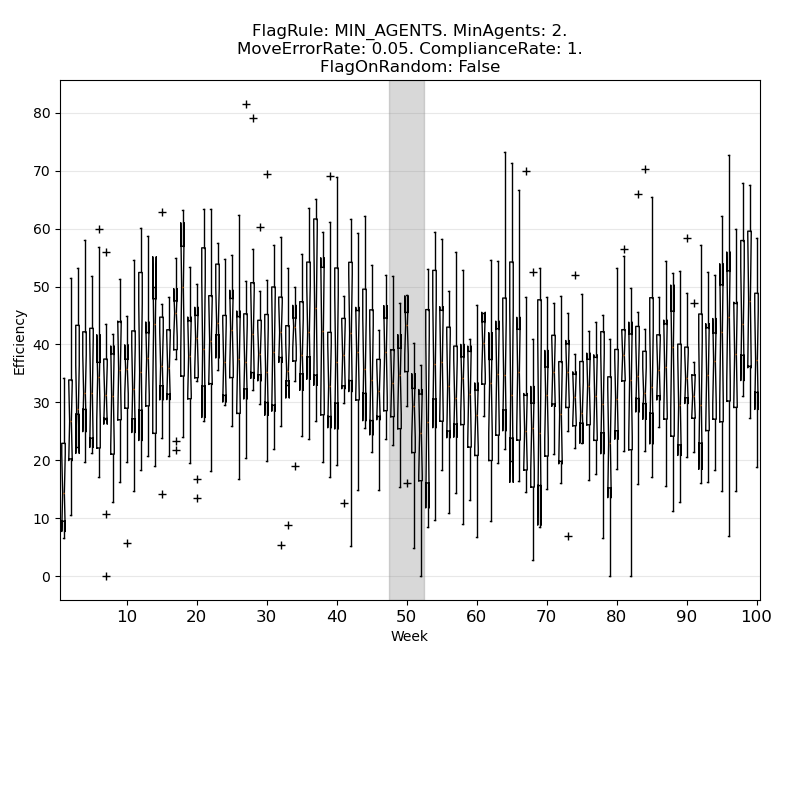 FlagRule: MIN_AGENTS. MinAgents: 2.
MoveErrorRate: 0.05. ComplianceRate: 1.
FlagOnRandom: False
80
70
60
50
40
30
20
10
0
Efficiency
10 20 30 40 50 60 70 80 90 100
Week